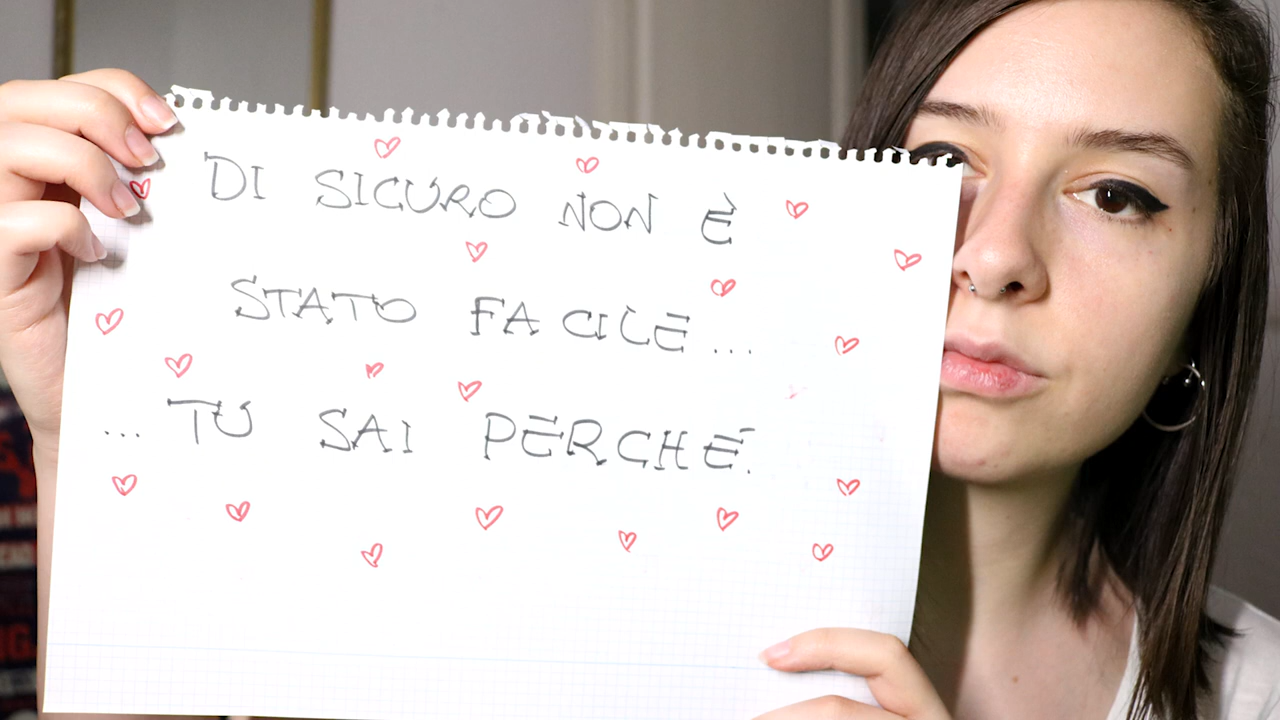 DI SICURO NON È
STATO FACILE...
...TU SAI PERCHÉ.